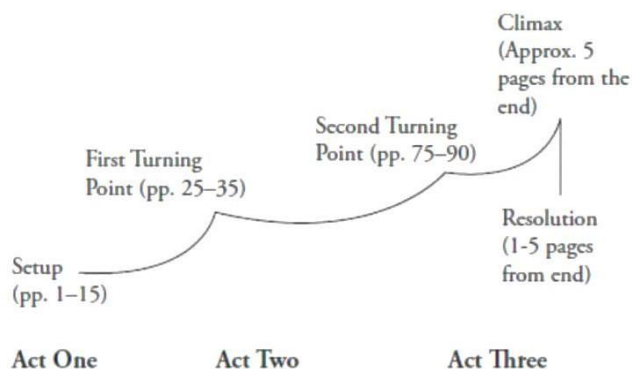 Climax
(Approx. 5
pages from the
end)
Second Turning
Point (pp. 75–90)
First Turning
Point (pp. 25–35)
Resolution
(1-5 pages
from end)
Setup
(pp. 1–15)
Act One
Act Two
Act Three